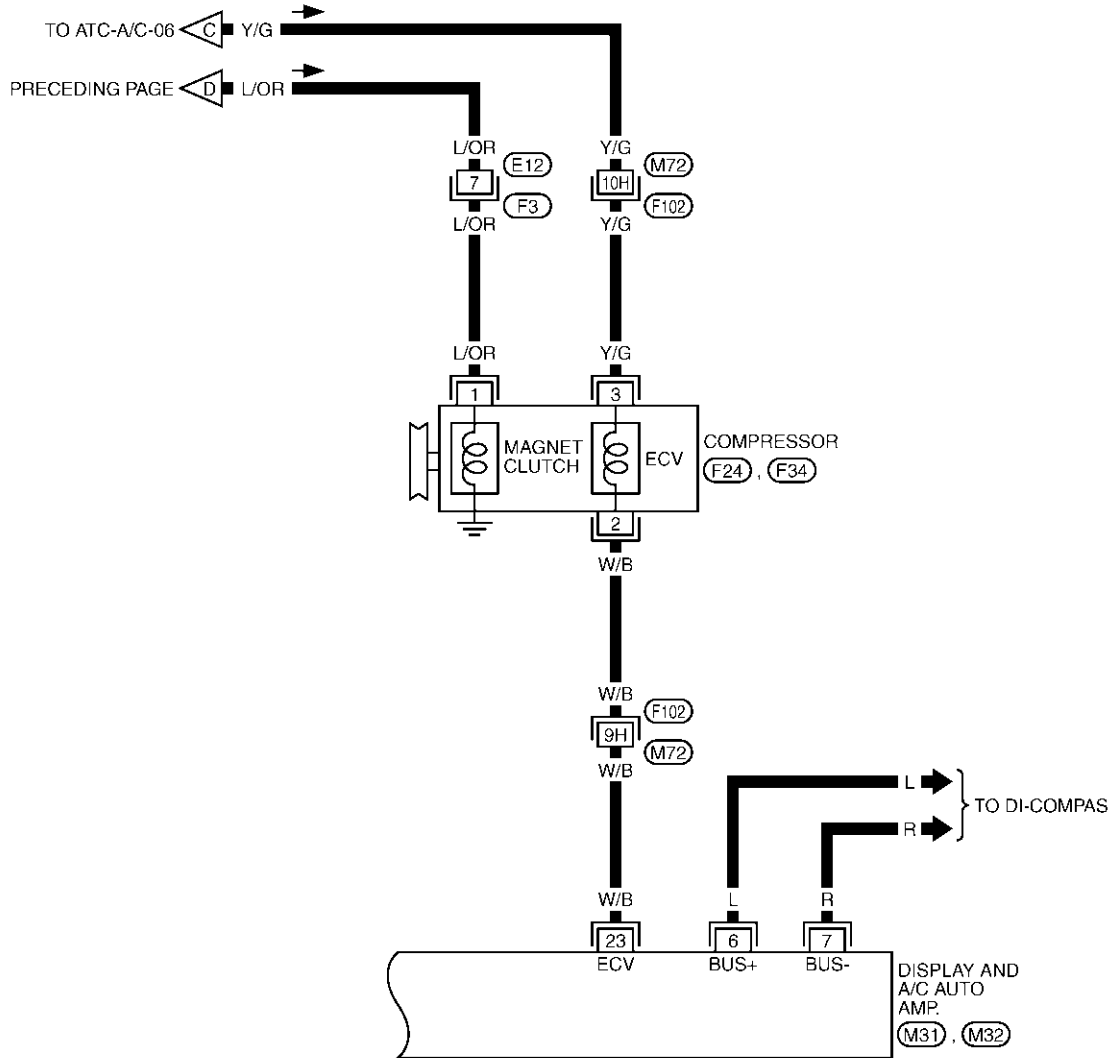 TO ATC-A/C-06 C Y/G
PRECEDING PAGE D L/OR
L/OR Y/G
7 E12 10H M72
F3 F102
L/OR Y/G
L/OR Y/G
1 3
MAGNET
CLUTCH
ECV
COMPRESSOR
F24 , F34
2
W/B
W/B
F102
9H
M72
W/B
L
R
TO DI-COMPAS
W/B L R
23 6 7
ECV BUS+ BUS-
DISPLAY AND
A/C AUTO
AMP.
M31 , M32